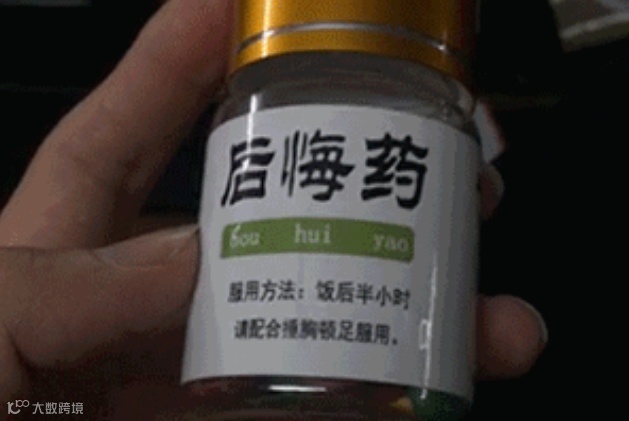 后悔药
hou hui yao
服用方法：饭后半小时
请配合捶胸顿足服用。
大数跨境